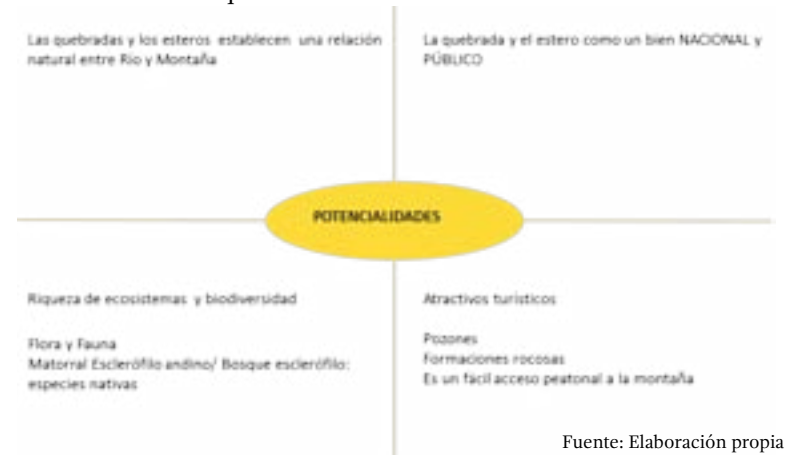 Las quebradas y los esteros establecen una relación
natural entre Río y Montaña
La quebrada y el estero como un bien NACIONAL y
PÚBLICO
POTENCIALIDADES
Riqueza de ecosistemas y biodiversidad
Flora y Fauna
Matorral Esclerófilo andino/ Bosque esclerófilo:
especies nativas
Atractivos turísticos
Pozones
Formaciones rocosas
Es un fácil acceso peatonal a la montaña
Fuente: Elaboración propia